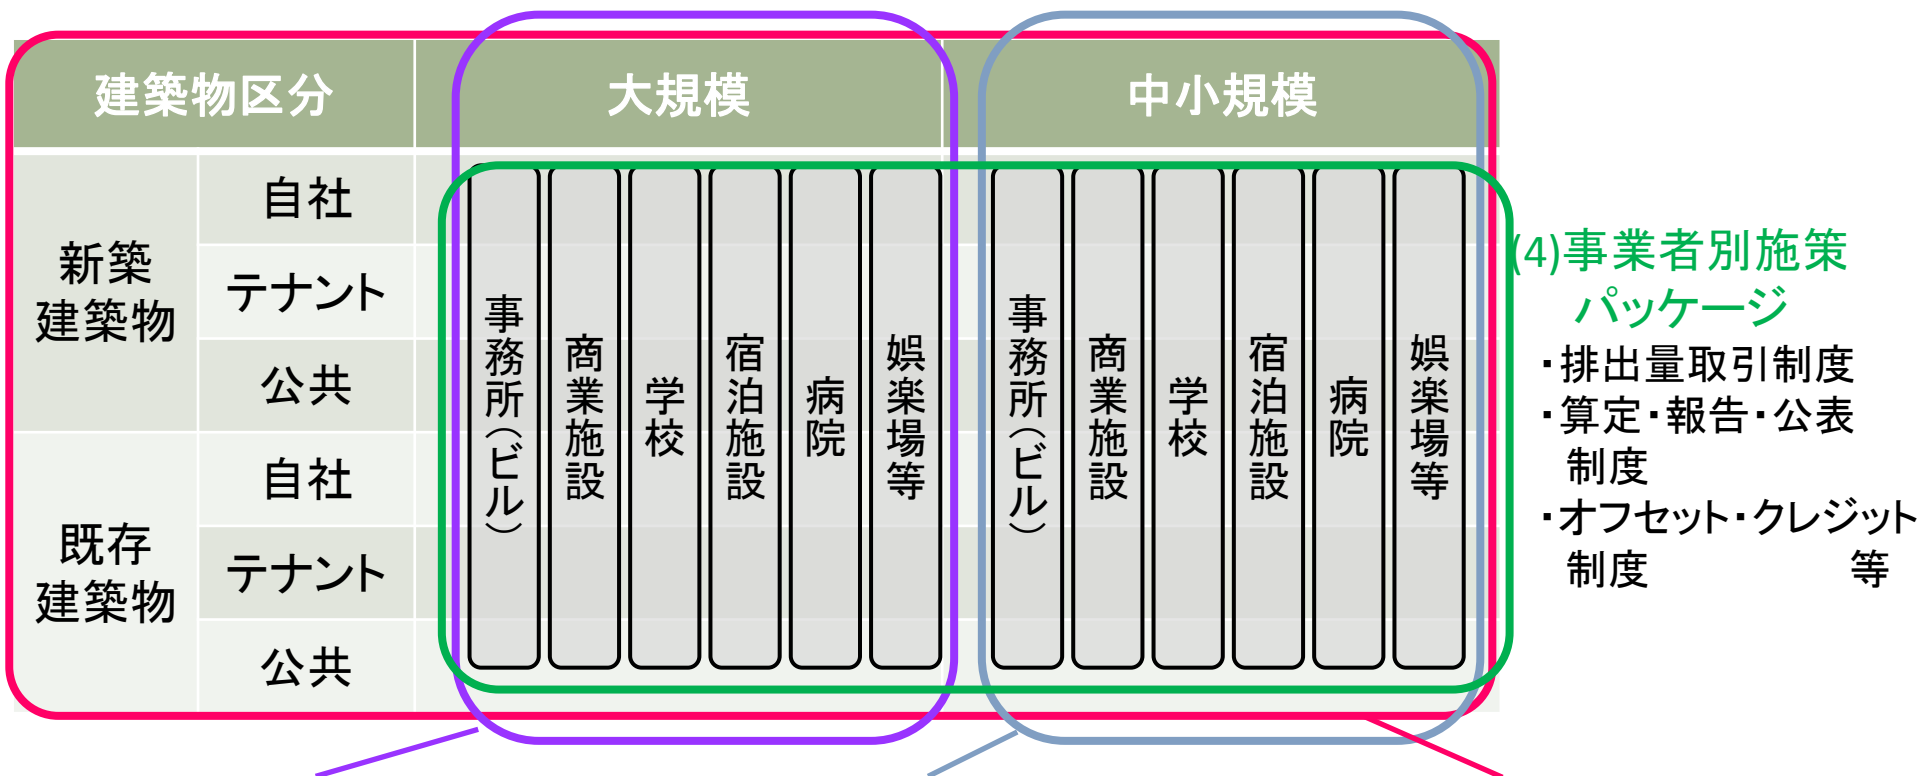 建築物区分
大規模
中小規模
新築
建築物
自社
テナント
公共
既存
建築物
自社
テナント
公共
事務所（ビル）
商業施設
学校
宿泊施設
病院
娯楽場等
事務所（ビル）
商業施設
学校
宿泊施設
病院
娯楽場等
(4)事業者別施策
パッケージ
・排出量取引制度
・算定・報告・公表
制度
・オフセット・クレジット
制度 等